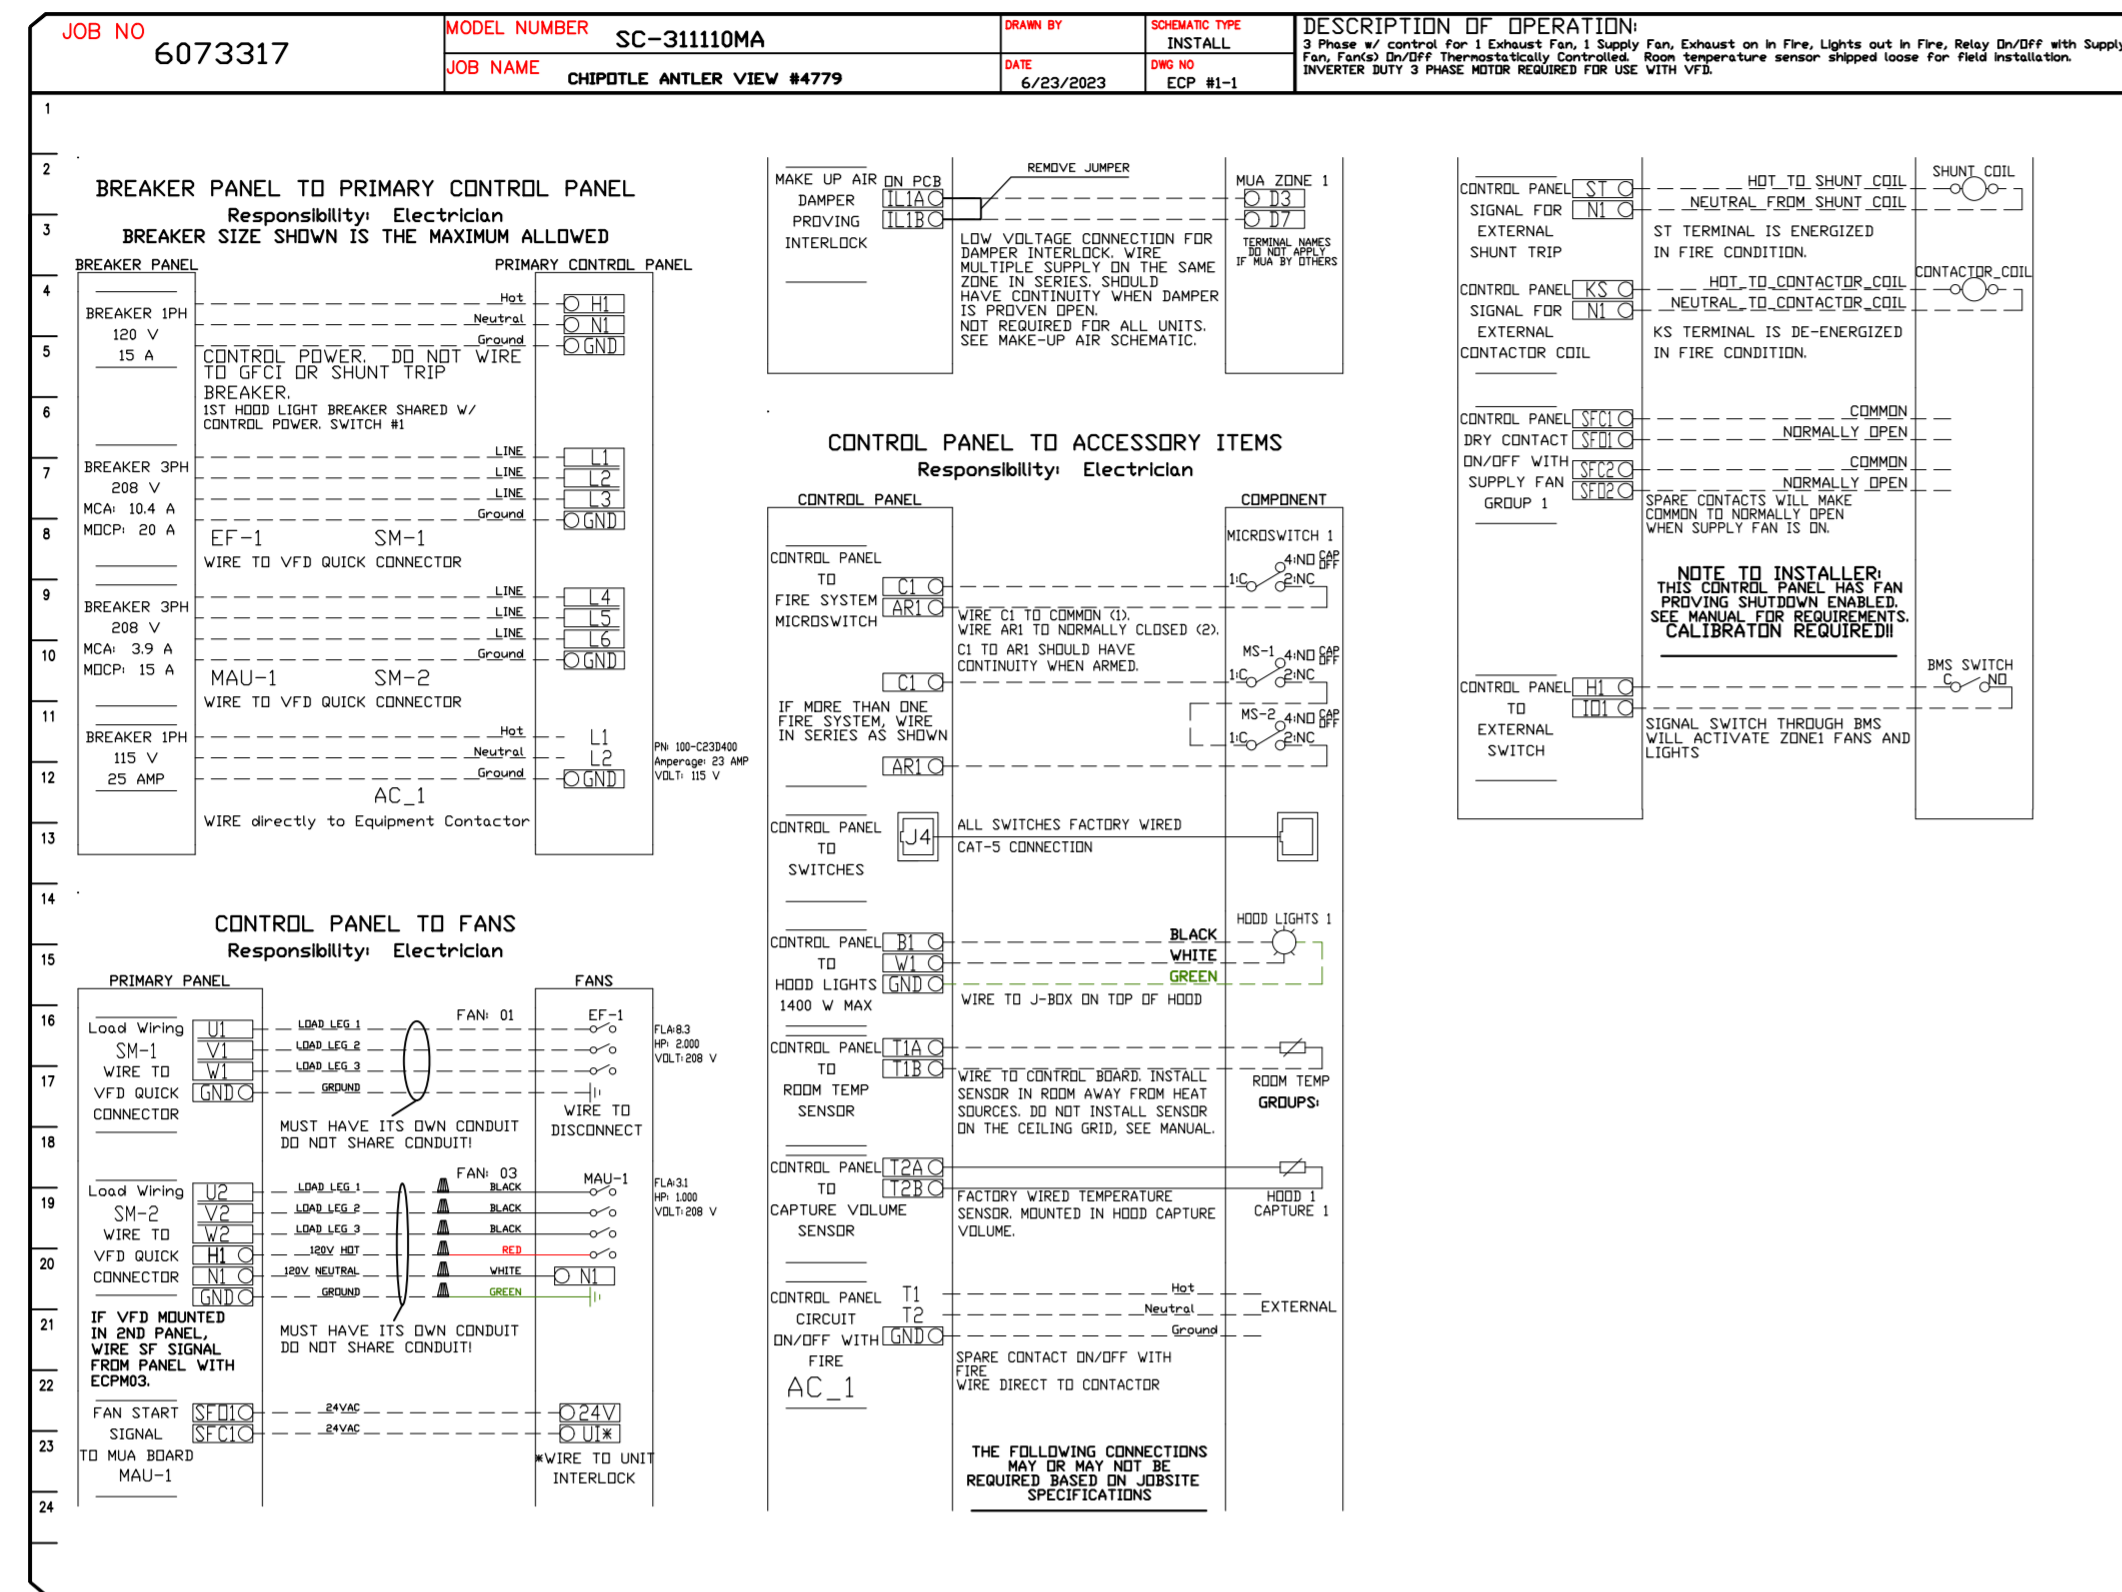 JOB NO
6073317
MODEL NUMBER
SC-311110MA
JOB NAME
CHIPOTLE ANTLER VIEW #4779
DRAWN BY
SCHEMATIC TYPE
INSTALL
DATE
6/23/2023
DWG NO
ECP #1-1
DESCRIPTION OF OPERATION:
3 Phase w/ control for 1 Exhaust Fan, 1 Supply Fan, Exhaust on in Fire, Lights out in Fire, Relay On/Off with Supply
Fan, Fan(s) On/Off Thermostatically Controlled. Room temperature sensor shipped loose for field installation.
INVERTER DUTY 3 PHASE MOTOR REQUIRED FOR USE WITH VFD.
1
2
3
4
5
6
7
8
9
10
11
12
13
14
15
16
17
18
19
20
21
22
23
24
BREAKER PANEL TO PRIMARY CONTROL PANEL
Responsibility: Electrician
BREAKER SIZE SHOWN IS THE MAXIMUM ALLOWED
BREAKER PANEL
PRIMARY CONTROL PANEL
BREAKER 1PH
120 V
15 A
Hot
H1
Neutral
N1
Ground
GND
CONTROL POWER. DO NOT WIRE
TO GFCI OR SHUNT TRIP
BREAKER.
1ST HOOD LIGHT BREAKER SHARED W/
CONTROL POWER. SWITCH #1
BREAKER 3PH
208 V
MCA: 10.4 A
MOCP: 20 A
LINE
L1
LINE
L2
LINE
L3
Ground
GND
EF-1 SM-1
WIRE TO VFD QUICK CONNECTOR
BREAKER 3PH
208 V
MCA: 3.9 A
MOCP: 15 A
LINE
L4
LINE
L5
LINE
L6
Ground
GND
MAU-1 SM-2
WIRE TO VFD QUICK CONNECTOR
BREAKER 1PH
115 V
25 AMP
Hot
L1
Neutral
L2
Ground
GND
PN: 100-C23D400
Amperage: 23 AMP
VOLT: 115 V
AC_1
WIRE directly to Equipment Contactor
CONTROL PANEL TO FANS
Responsibility: Electrician
PRIMARY PANEL
FANS
Load Wiring
SM-1
WIRE TO
VFD QUICK
CONNECTOR
U1
V1
W1
GND
LOAD LEG 1
LOAD LEG 2
LOAD LEG 3
GROUND
FAN: 01
EF-1
FLA:8.3
HP: 2.000
VOLT:208 V
WIRE TO
DISCONNECT
MUST HAVE ITS OWN CONDUIT
DO NOT SHARE CONDUIT!
Load Wiring
SM-2
WIRE TO
VFD QUICK
CONNECTOR
U2
V2
W2
H1
N1
GND
LOAD LEG 1
LOAD LEG 2
LOAD LEG 3
120V HOT
120V NEUTRAL
GROUND
FAN: 03
BLACK
BLACK
BLACK
RED
WHITE
GREEN
MAU-1
N1
FLA:3.1
HP: 1.000
VOLT:208 V
IF VFD MOUNTED
IN 2ND PANEL,
WIRE SF SIGNAL
FROM PANEL WITH
ECPM03.
MUST HAVE ITS OWN CONDUIT
DO NOT SHARE CONDUIT!
FAN START
SIGNAL
TO MUA BOARD
MAU-1
SFO1
SFC1
24VAC
24VAC
24V
UI*
*WIRE TO UNIT
INTERLOCK
MAKE UP AIR
DAMPER
PROVING
INTERLOCK
ON PCB
IL1A
IL1B
REMOVE JUMPER
MUA ZONE 1
D3
D7
TERMINAL NAMES
DO NOT APPLY
IF MUA BY OTHERS
LOW VOLTAGE CONNECTION FOR
DAMPER INTERLOCK. WIRE
MULTIPLE SUPPLY ON THE SAME
ZONE IN SERIES. SHOULD
HAVE CONTINUITY WHEN DAMPER
IS PROVEN OPEN.
NOT REQUIRED FOR ALL UNITS.
SEE MAKE-UP AIR SCHEMATIC.
CONTROL PANEL TO ACCESSORY ITEMS
Responsibility: Electrician
CONTROL PANEL
COMPONENT
CONTROL PANEL
TO
FIRE SYSTEM
MICROSWITCH
C1
AR1
MICROSWITCH 1
4:NO CAP
OFF
1:C
2:NC
WIRE C1 TO COMMON (1).
WIRE AR1 TO NORMALLY CLOSED (2).
C1 TO AR1 SHOULD HAVE
CONTINUITY WHEN ARMED.
C1
MS-1
4:NO CAP
OFF
1:C
2:NC
IF MORE THAN ONE
FIRE SYSTEM, WIRE
IN SERIES AS SHOWN
MS-2
4:NO CAP
OFF
1:C
2:NC
AR1
CONTROL PANEL
TO
SWITCHES
J4
ALL SWITCHES FACTORY WIRED
CAT-5 CONNECTION
CONTROL PANEL
TO
HOOD LIGHTS
1400 W MAX
B1
W1
GND
BLACK
WHITE
GREEN
HOOD LIGHTS 1
WIRE TO J-BOX ON TOP OF HOOD
CONTROL PANEL
TO
ROOM TEMP
SENSOR
T1A
T1B
WIRE TO CONTROL BOARD. INSTALL
SENSOR IN ROOM AWAY FROM HEAT
SOURCES. DO NOT INSTALL SENSOR
ON THE CEILING GRID, SEE MANUAL.
ROOM TEMP
GROUPS:
CONTROL PANEL
TO
CAPTURE VOLUME
SENSOR
T2A
T2B
FACTORY WIRED TEMPERATURE
SENSOR. MOUNTED IN HOOD CAPTURE
VOLUME.
HOOD 1
CAPTURE 1
CONTROL PANEL
CIRCUIT
ON/OFF WITH
FIRE
AC_1
T1
T2
GND
Hot
Neutral
Ground
EXTERNAL
SPARE CONTACT ON/OFF WITH
FIRE
WIRE DIRECT TO CONTACTOR
THE FOLLOWING CONNECTIONS
MAY OR MAY NOT BE
REQUIRED BASED ON JOBSITE
SPECIFICATIONS
CONTROL PANEL
SIGNAL FOR
EXTERNAL
SHUNT TRIP
ST
N1
HOT TO SHUNT COIL
NEUTRAL FROM SHUNT COIL
SHUNT COIL
ST TERMINAL IS ENERGIZED
IN FIRE CONDITION.
CONTROL PANEL
SIGNAL FOR
EXTERNAL
CONTACTOR COIL
KS
N1
HOT TO CONTACTOR COIL
NEUTRAL TO CONTACTOR COIL
CONTACTOR COIL
KS TERMINAL IS DE-ENERGIZED
IN FIRE CONDITION.
CONTROL PANEL
DRY CONTACT
ON/OFF WITH
SUPPLY FAN
GROUP 1
SFC1
SFO1
SFC2
SFO2
COMMON
NORMALLY OPEN
COMMON
NORMALLY OPEN
SPARE CONTACTS WILL MAKE
COMMON TO NORMALLY OPEN
WHEN SUPPLY FAN IS ON.
NOTE TO INSTALLER:
THIS CONTROL PANEL HAS FAN
PROVING SHUTDOWN ENABLED.
SEE MANUAL FOR REQUIREMENTS.
CALIBRATON REQUIRED!!
CONTROL PANEL
TO
EXTERNAL
SWITCH
H1
IO1
BMS SWITCH
C
NO
SIGNAL SWITCH THROUGH BMS
WILL ACTIVATE ZONE1 FANS AND
LIGHTS